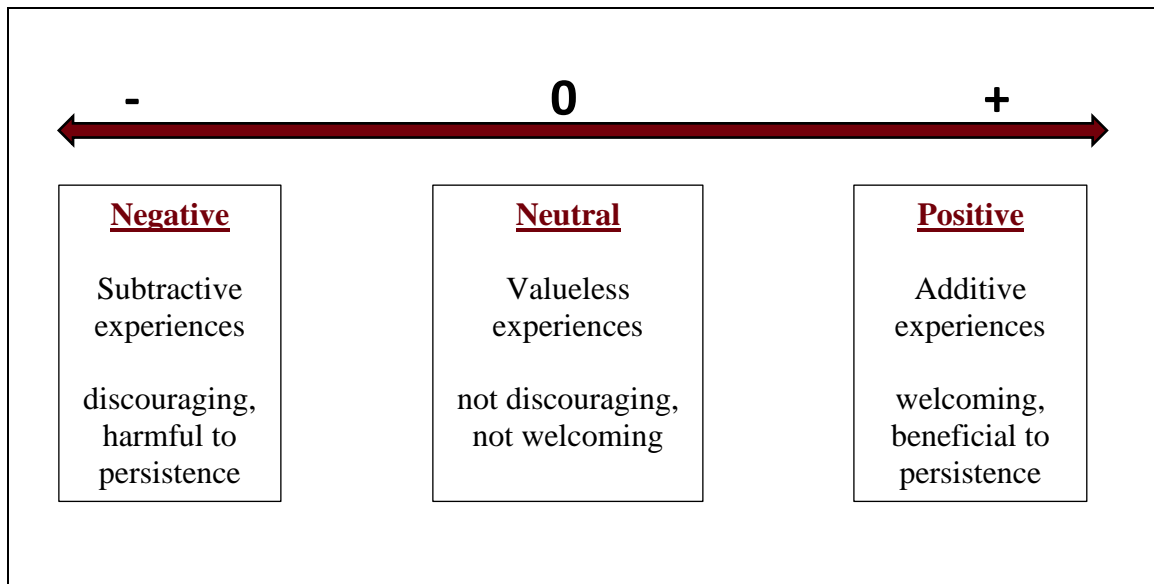 -
0
+
Negative
Subtractive
experiences
discouraging,
harmful to
persistence
Neutral
Valueless
experiences
not discouraging,
not welcoming
Positive
Additive
experiences
welcoming,
beneficial to
persistence